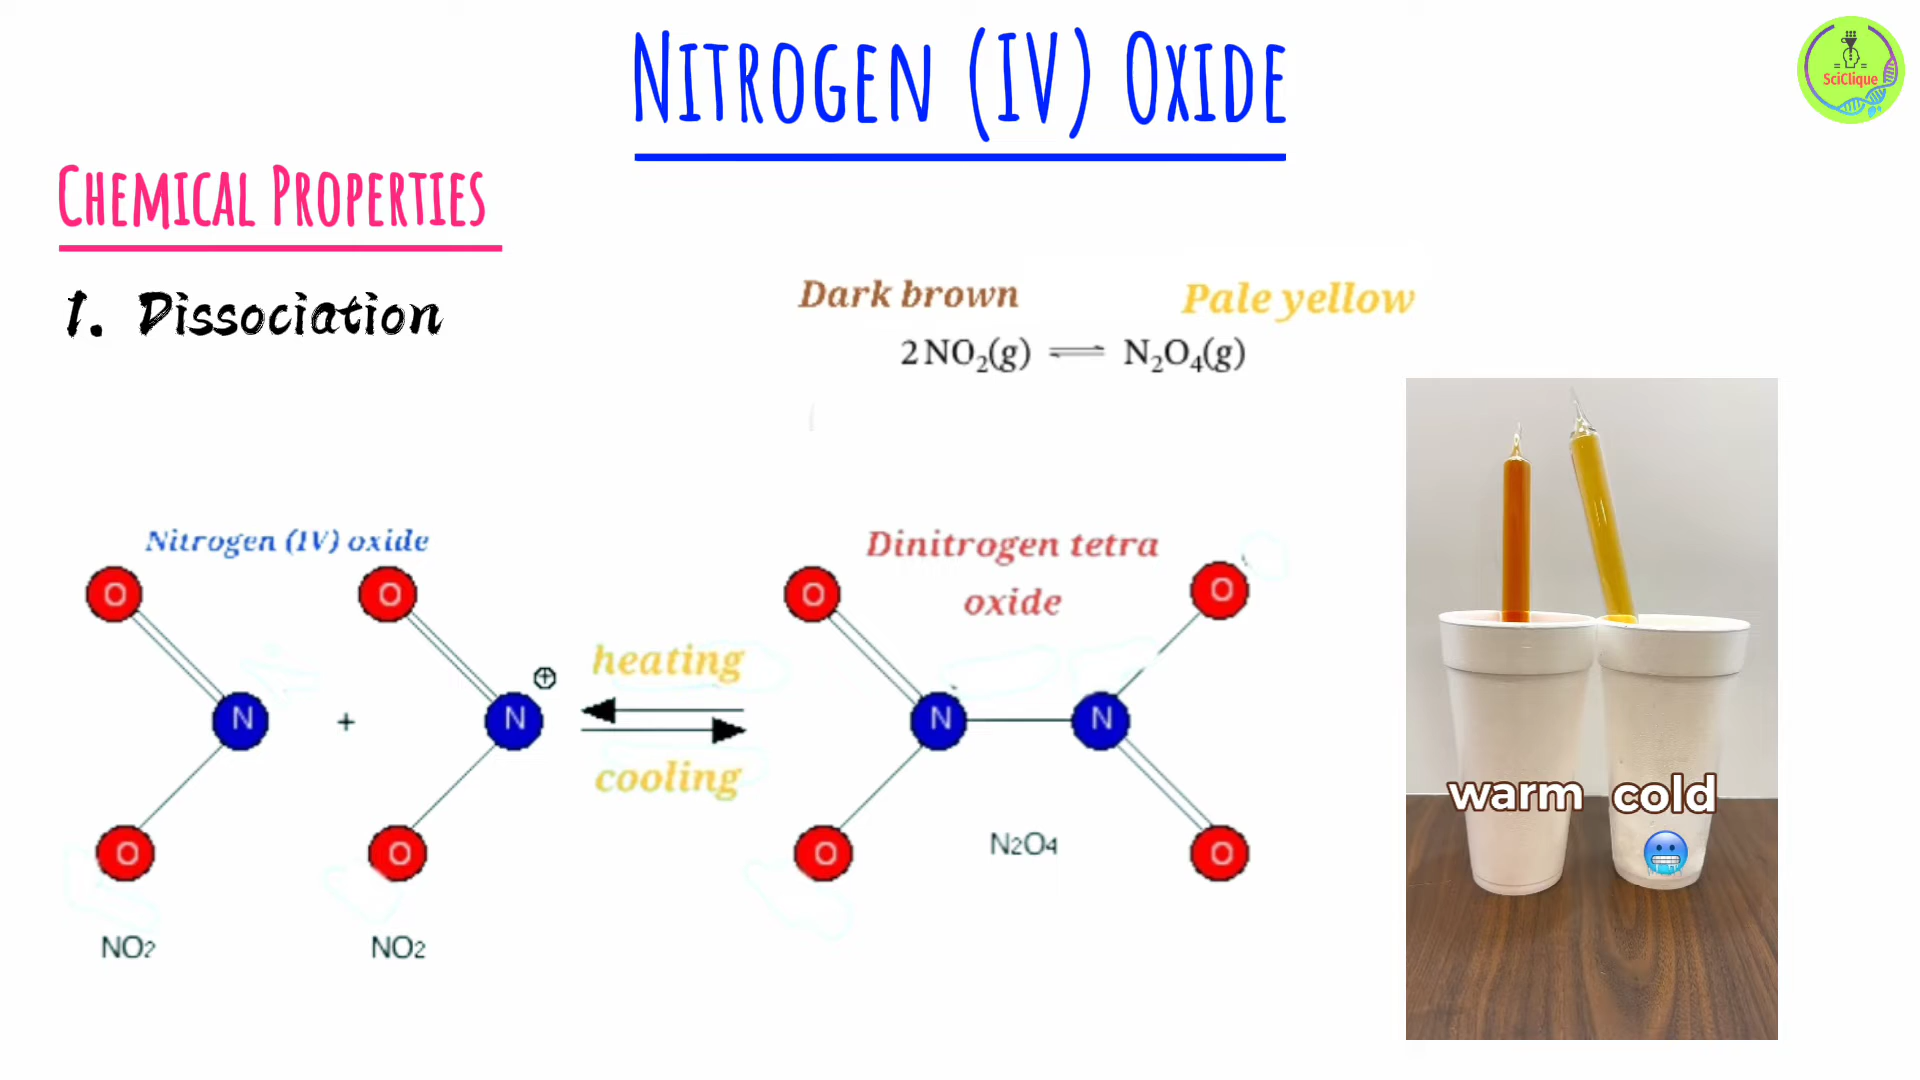 NITROGEN (IV) OXIDE
SciClique
CHEMICAL PROPERTIES
1. Dissociation
Dark brown
Pale yellow
2NO₂(g) ⇌ N₂O₄(g)
Nitrogen (IV) oxide
Dinitrogen tetra
oxide
O
O
O
O
heating
⊕
N
+
N
N
N
cooling
O
O
O
O
N2O4
NO2
NO2
warm
cold